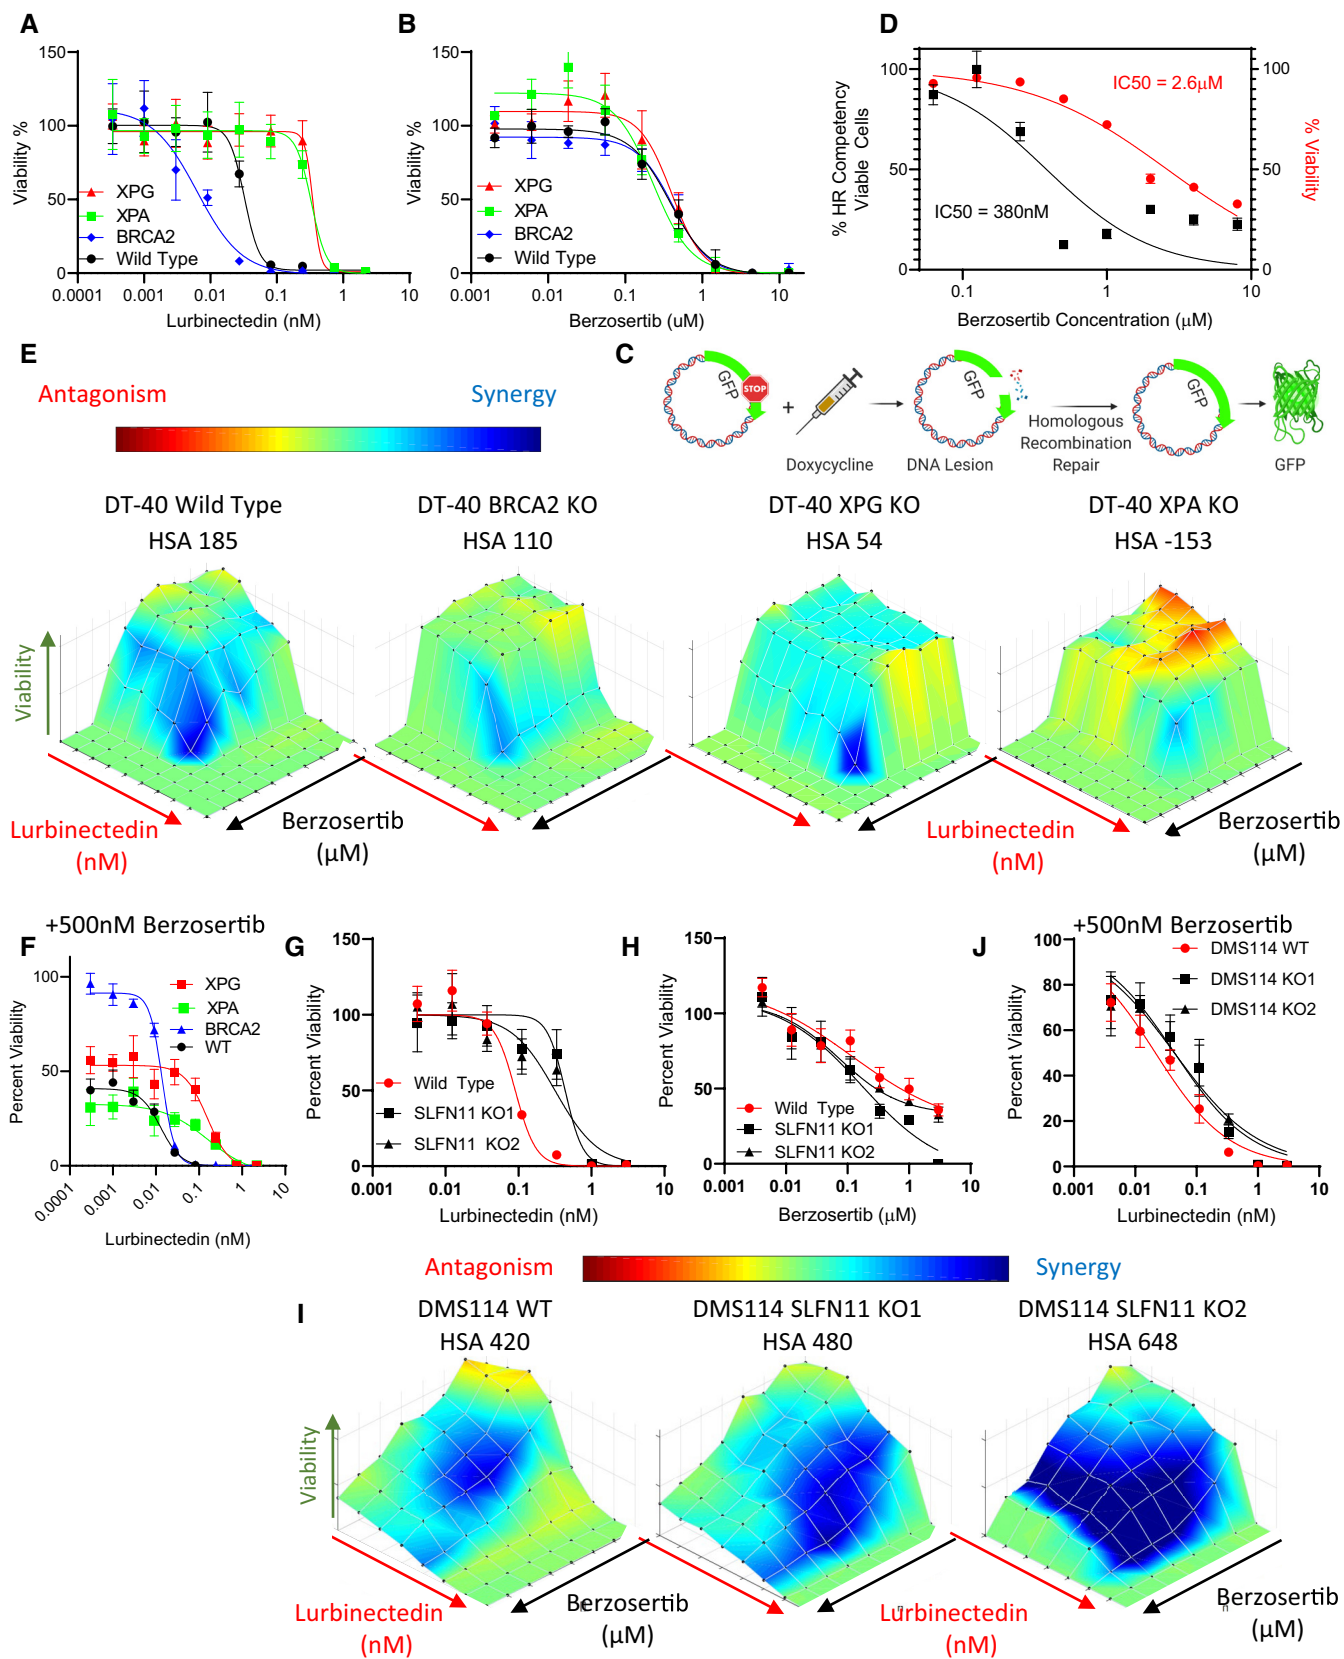 A
150
100
50
0
Viability %
XPG
XPA
BRCA2
Wild Type
0.0001
0.001
0.01
0.1
1
10
Lurbinectedin (nM)
B
150
100
50
0
Viability %
XPG
XPA
BRCA2
Wild Type
0.001
0.01
0.1
1
10
Berzosertib (uM)
D
100
50
0
% HR Competency
Viable Cells
IC50 = 2.6μM
IC50 = 380nM
100
50
0
% Viability
0.1
1
10
Berzosertib Concentration (μM)
E
Antagonism
Synergy
C
GFP
STOP
+
Doxycycline
GFP
DNA Lesion
Homologous
Recombination
Repair
GFP
GFP
DT-40 Wild Type
HSA 185
DT-40 BRCA2 KO
HSA 110
DT-40 XPG KO
HSA 54
DT-40 XPA KO
HSA -153
Viability
Lurbinectedin
(nM)
Berzosertib
(μM)
Lurbinectedin
(nM)
Berzosertib
(μM)
+500nM Berzosertib
F
100
50
0
Percent Viability
XPG
XPA
BRCA2
WT
0.0001
0.001
0.01
0.1
1
10
Lurbinectedin (nM)
G
150
100
50
0
Percent Viability
Wild Type
SLFN11 KO1
SLFN11 KO2
0.001
0.01
0.1
1
10
Lurbinectedin (nM)
H
150
100
50
0
Percent Viability
Wild Type
SLFN11 KO1
SLFN11 KO2
0.001
0.01
0.1
1
10
Berzosertib (μM)
J
+500nM Berzosertib
100
80
60
40
20
0
Percent Viability
DMS114 WT
DMS114 KO1
DMS114 KO2
0.001
0.01
0.1
1
10
Lurbinectedin (nM)
Antagonism
Synergy
I
DMS114 WT
HSA 420
DMS114 SLFN11 KO1
HSA 480
DMS114 SLFN11 KO2
HSA 648
Viability
Lurbinectedin
(nM)
Berzosertib
(μM)
Lurbinectedin
(nM)
Berzosertib
(μM)